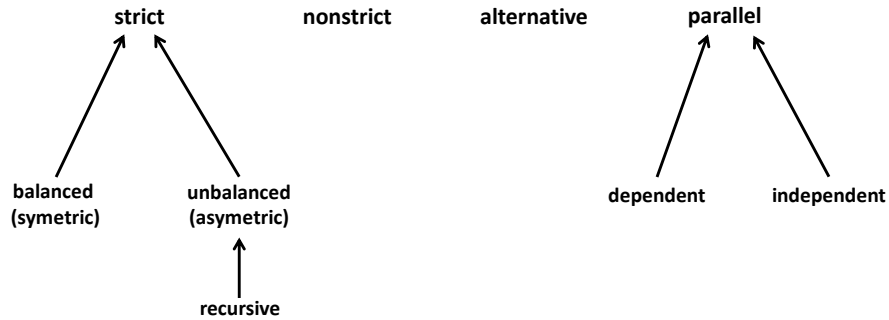 strict nonstrict alternative parallel
balanced unbalanced dependent independent
(symetric) (asymetric)
recursive